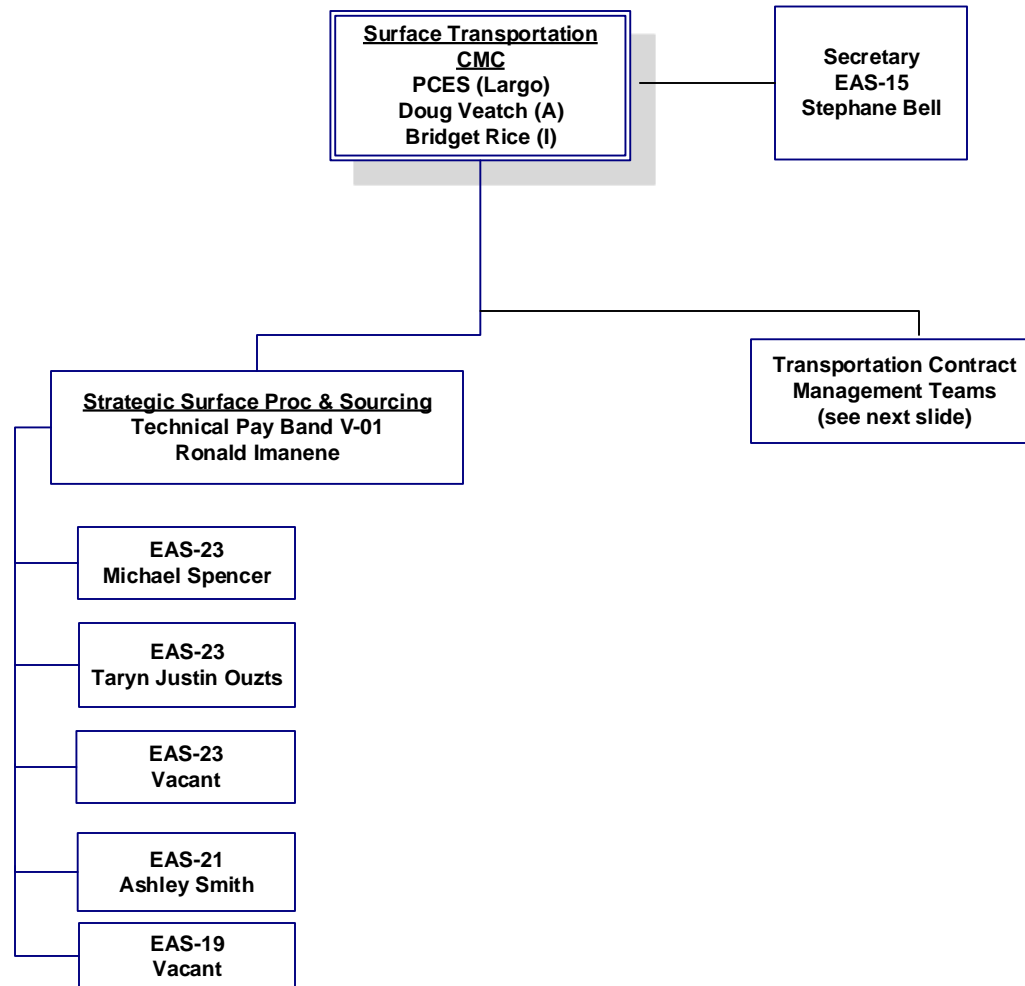 Surface Transportation
CMC
PCES (Largo)
Doug Veatch (A)
Bridget Rice (I)
Secretary
EAS-15
Stephane Bell
Strategic Surface Proc & Sourcing
Technical Pay Band V-01
Ronald Imanene
Transportation Contract
Management Teams
(see next slide)
EAS-23
Michael Spencer
EAS-23
Taryn Justin Ouzts
EAS-23
Vacant
EAS-21
Ashley Smith
EAS-19
Vacant